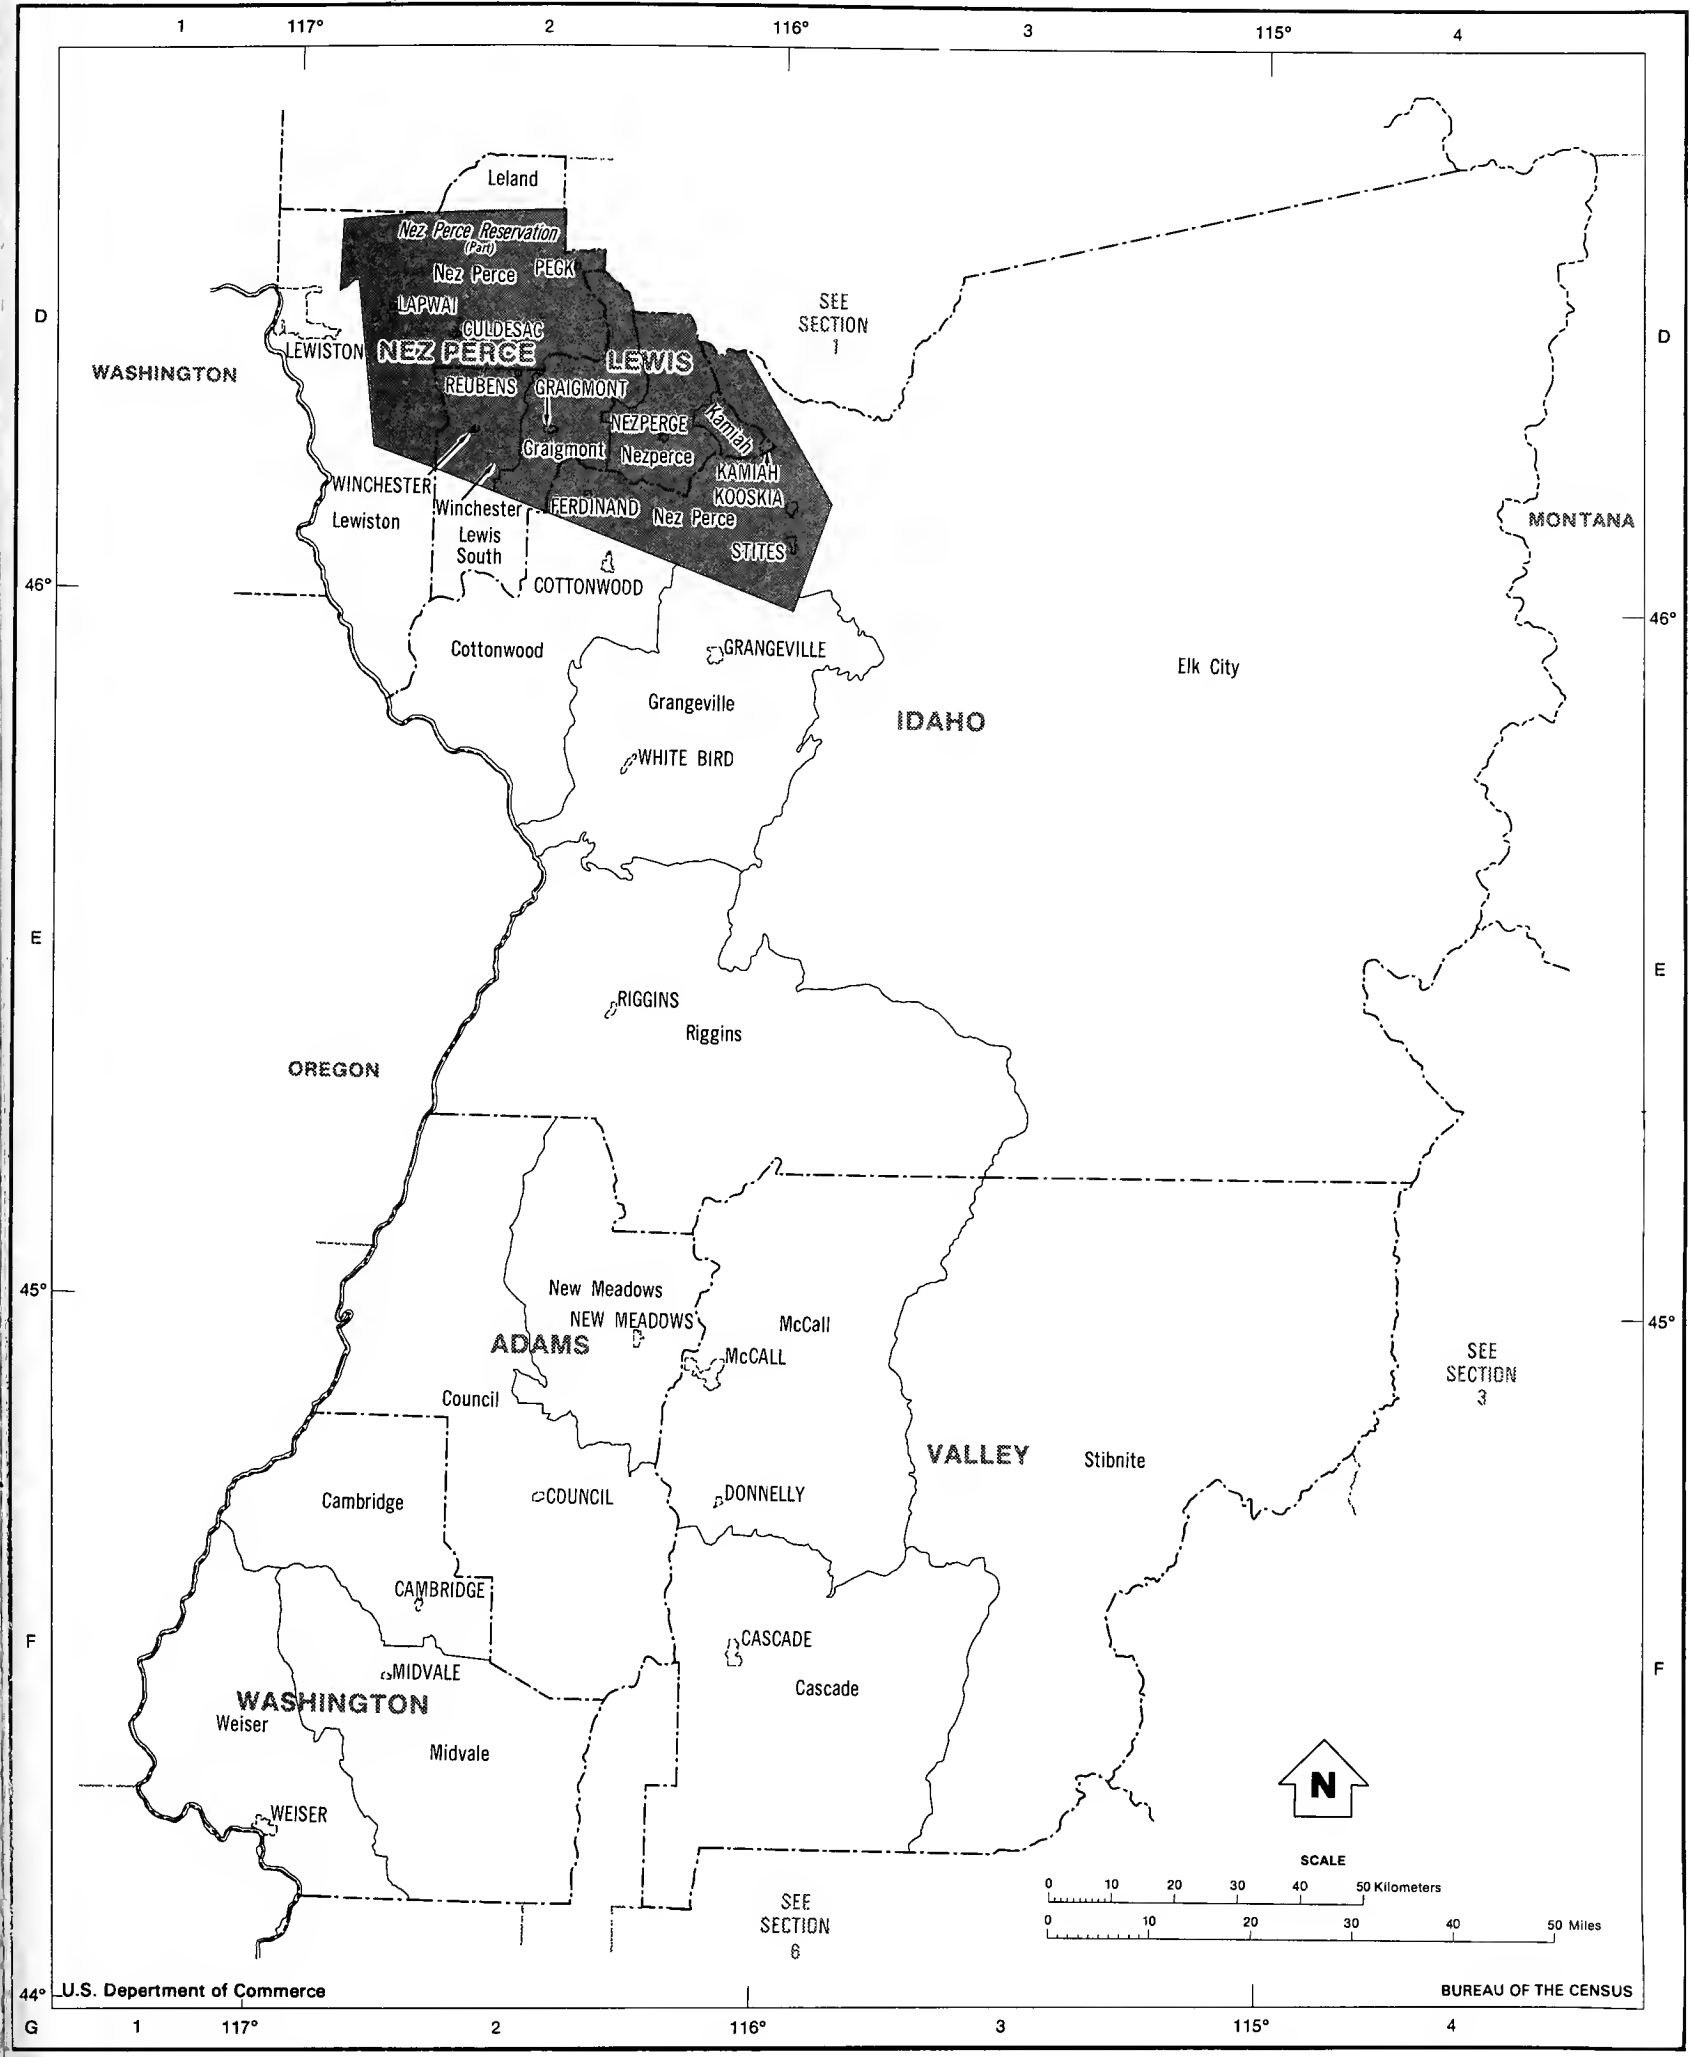 1 117° 2 116° 3 115° 4
Leland
Nez Perce Reservation
(Part)
Nez Perce
PECK
LAPWAI
CULDESAC
D
D
SEE
SECTION
1
LEWISTON
NEZ PERCE
LEWIS
WASHINGTON
REUBENS
GRAIGMONT
NEZPERGE
Kamiah
Graigmont
Nezperce
KAMIAH
WINCHESTER
KOOSKIA
Winchester
FERDINAND
Nez Perce
Lewiston
MONTANA
Lewis
South
STITES
46°
COTTONWOOD
46°
Cottonwood
GRANGEVILLE
Elk City
Grangeville
IDAHO
WHITE BIRD
E
E
RIGGINS
Riggins
OREGON
45°
New Meadows
NEW MEADOWS
McCall
45°
ADAMS
McCALL
SEE
SECTION
3
Council
VALLEY
Stibnite
Cambridge
COUNCIL
DONNELLY
CAMBRIDGE
F
CASCADE
F
MIDVALE
Cascade
WASHINGTON
Weiser
Midvale
N
WEISER
SCALE
0 10 20 30 40 50 Kilometers
0 10 20 30 40 50 Miles
SEE
SECTION
6
44°
U.S. Department of Commerce
BUREAU OF THE CENSUS
G 1 117° 2 116° 3 115° 4